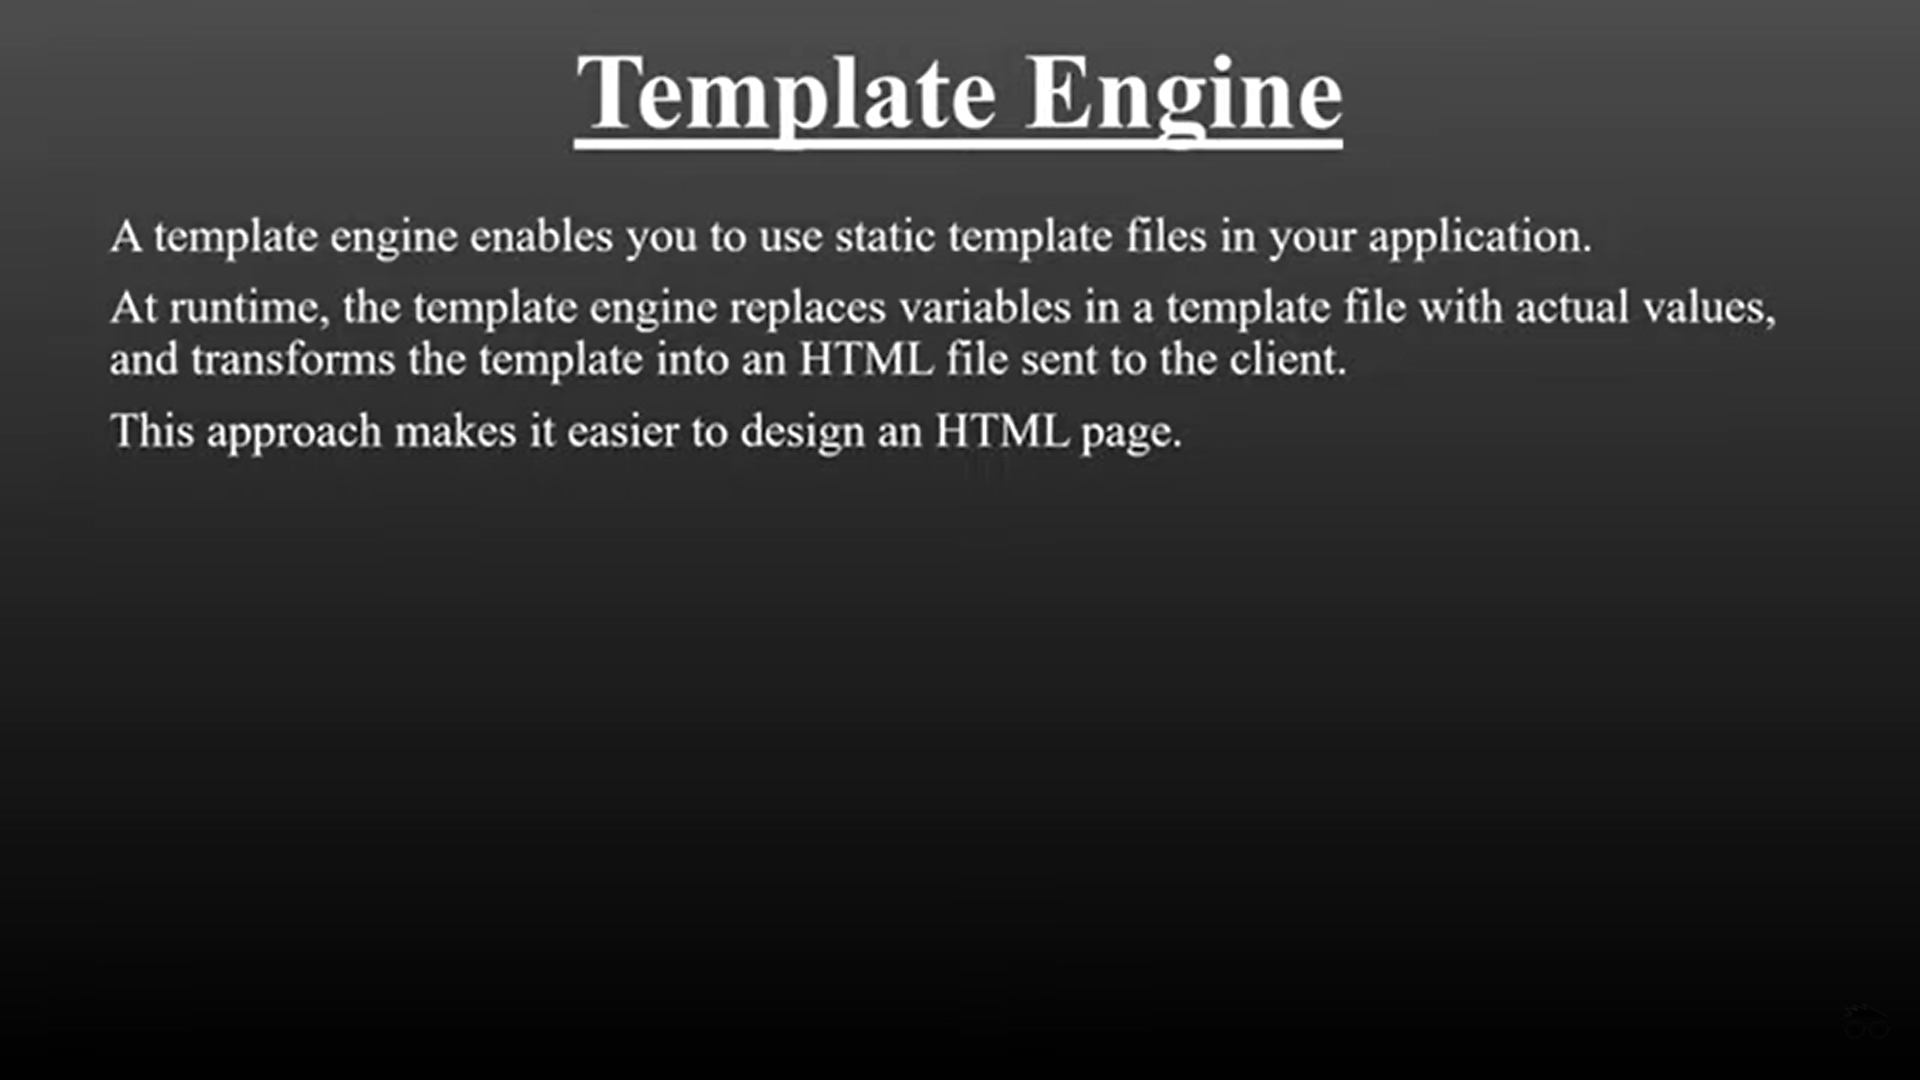 Template Engine
A template engine enables you to use static template files in your application.
At runtime, the template engine replaces variables in a template file with actual values,
and transforms the template into an HTML file sent to the client.
This approach makes it easier to design an HTML page.